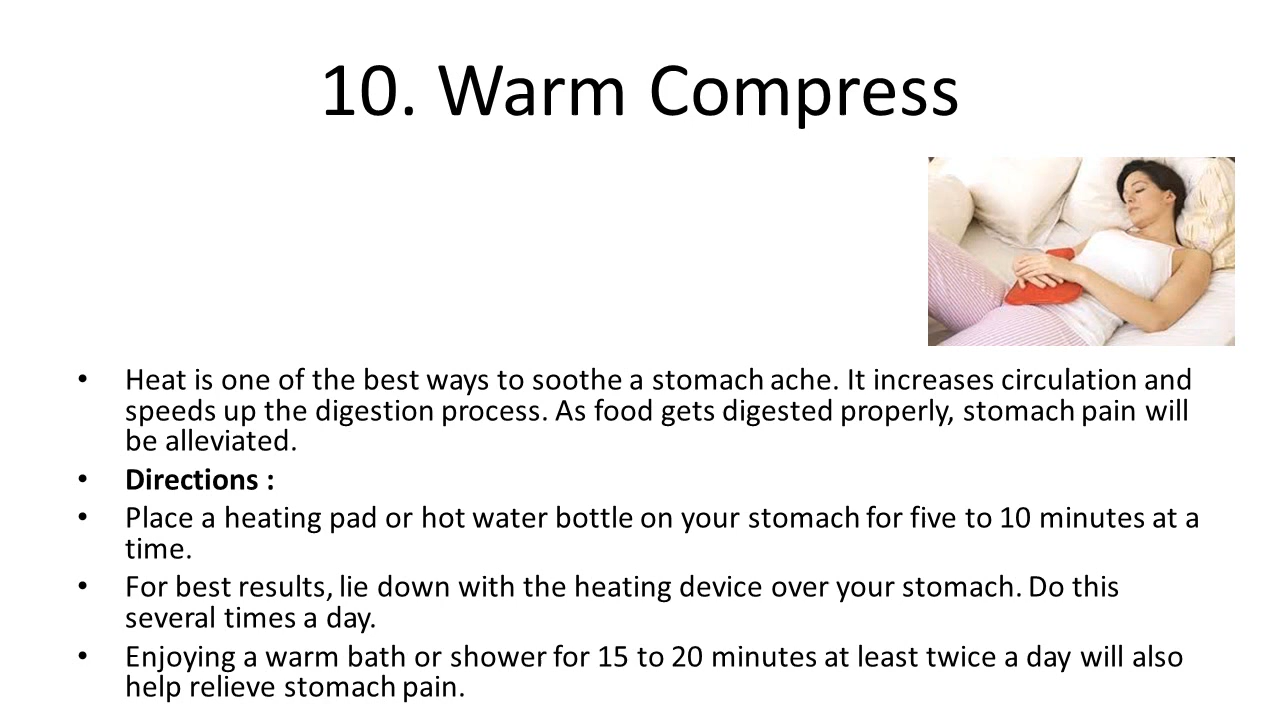 10. Warm Compress
• Heat is one of the best ways to soothe a stomach ache. It increases circulation and
speeds up the digestion process. As food gets digested properly, stomach pain will
be alleviated.
• Directions :
• Place a heating pad or hot water bottle on your stomach for five to 10 minutes at a
time.
• For best results, lie down with the heating device over your stomach. Do this
several times a day.
• Enjoying a warm bath or shower for 15 to 20 minutes at least twice a day will also
help relieve stomach pain.